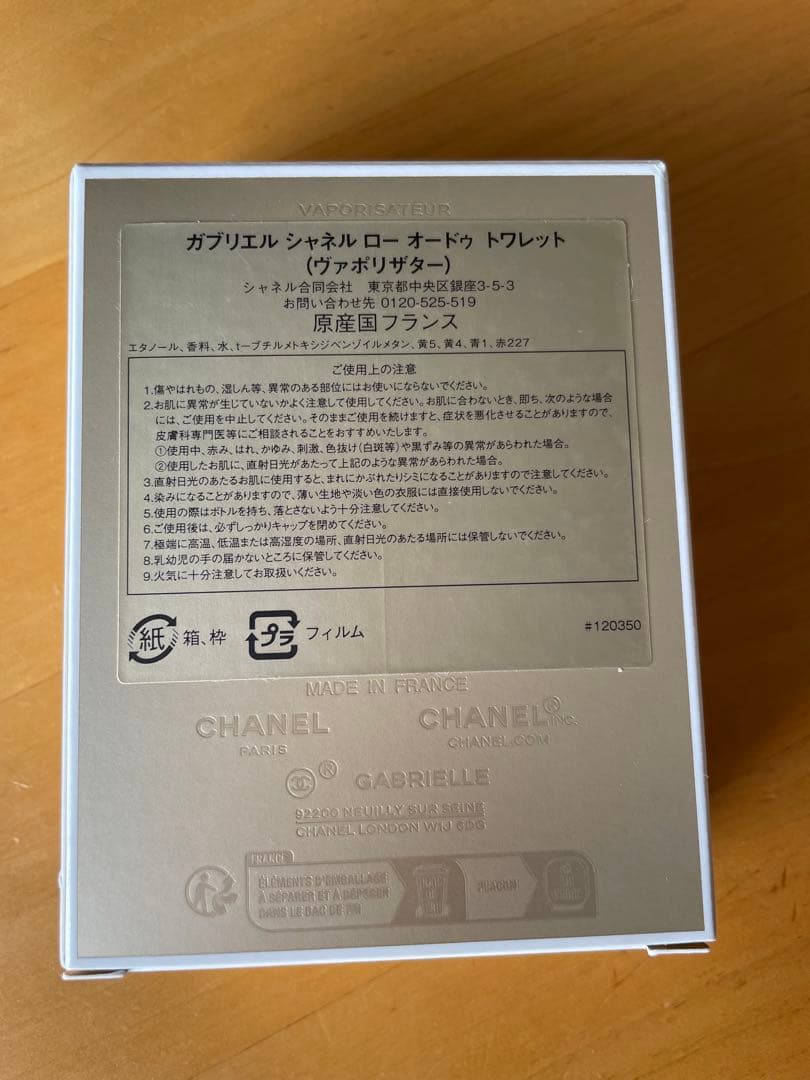 VAPORISATEUR
ガブリエル シャネル ロー オードゥ トワレット
(ヴァポリザター)
シャネル合同会社 東京都中央区銀座3-5-3
お問い合わせ先 0120-525-519
原産国フランス
エタノール、香料、水、t-ブチルメトキシジベンゾイルメタン、黄5、黄4、青1、赤227
ご使用上の注意
1.傷やはれもの、湿しん等、異常のある部位にはお使いにならないでください。
2.お肌に異常が生じていないかよく注意して使用してください。お肌に合わないとき、即ち、次のような場合
には、ご使用を中止してください。そのままご使用を続けますと、症状を悪化させることがありますので、
皮膚科専門医等にご相談されることをおすすめいたします。
①使用中、赤み、はれ、かゆみ、刺激、色抜け(白斑等)や黒ずみ等の異常があらわれた場合。
②使用したお肌に、直射日光があたって上記のような異常があらわれた場合。
3.直射日光のあたるお肌に使用すると、まれにかぶれたりシミになることがありますので注意してください。
4.染みになることがありますので、薄い生地や淡い色の衣服には直接使用しないでください。
5.使用の際はボトルを持ち、落とさないよう十分注意してください。
6.ご使用後は、必ずしっかりキャップを閉めてください。
7.極端に高温、低温または高湿度の場所、直射日光のあたる場所には保管しないでください。
8.乳幼児の手の届かないところに保管してください。
9.火気に十分注意してお取扱いください。
紙 箱、枠 プラ フィルム #120350
MADE IN FRANCE
CHANEL CHANEL® INC.
PARIS CHANEL.COM
® GABRIELLE
92200 NEUILLY SUR SEINE
CHANEL LONDON W1J 6DG
FRANCE
ÉLÉMENTS D'EMBALLAGE
À SÉPARER ET À DÉPOSER
DANS LE BAC DE TRI
FLACON